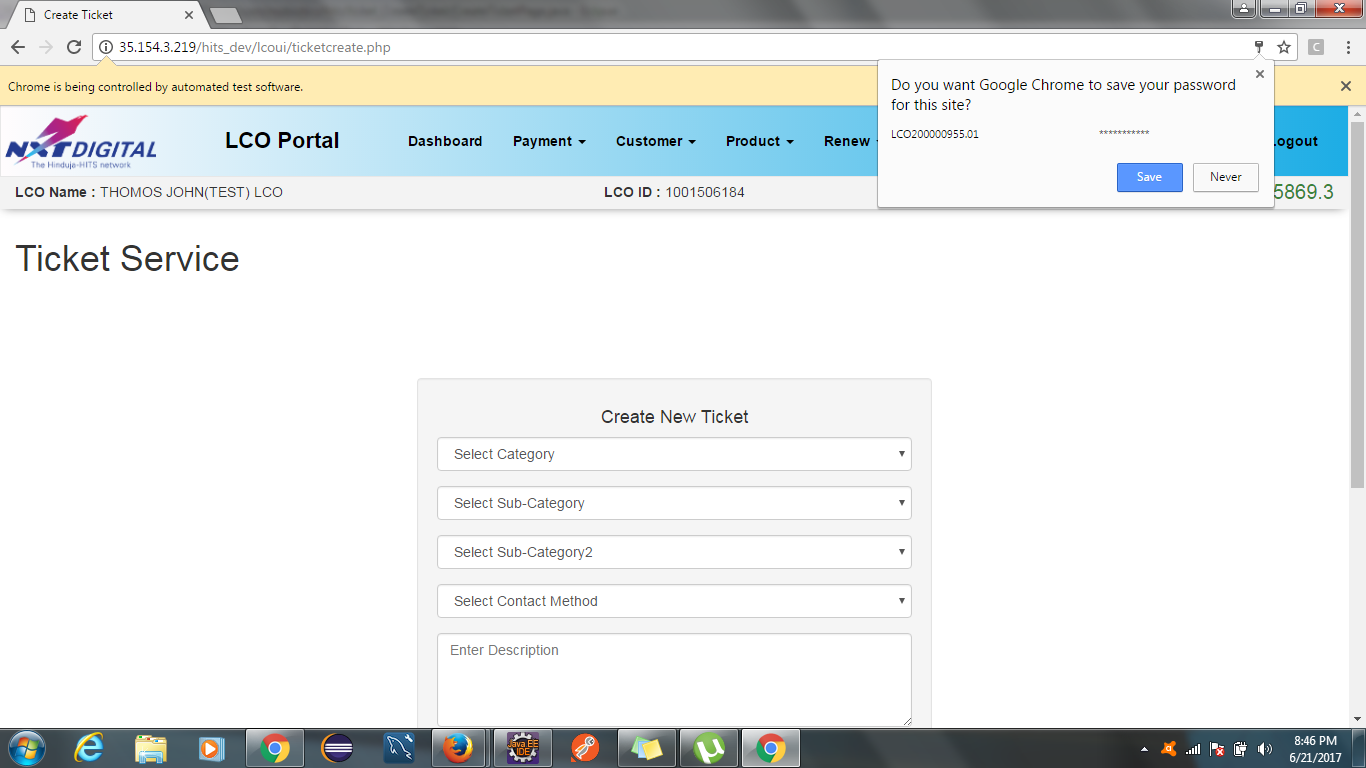 Create Ticket
35.154.3.219/hits_dev/lcoui/ticketcreate.php
C
Chrome is being controlled by automated test software.
Do you want Google Chrome to save your password
for this site?
LCO200000955.01 ***********
Save Never
NXTDIGITAL
The Hinduja-HITS network
LCO Portal
Dashboard Payment Customer Product Renew ogout
LCO Name : THOMOS JOHN(TEST) LCO LCO ID : 1001506184 5869.3
Ticket Service
Create New Ticket
Select Category
Select Sub-Category
Select Sub-Category2
Select Contact Method
Enter Description
Java EE
IDE
8:46 PM
6/21/2017